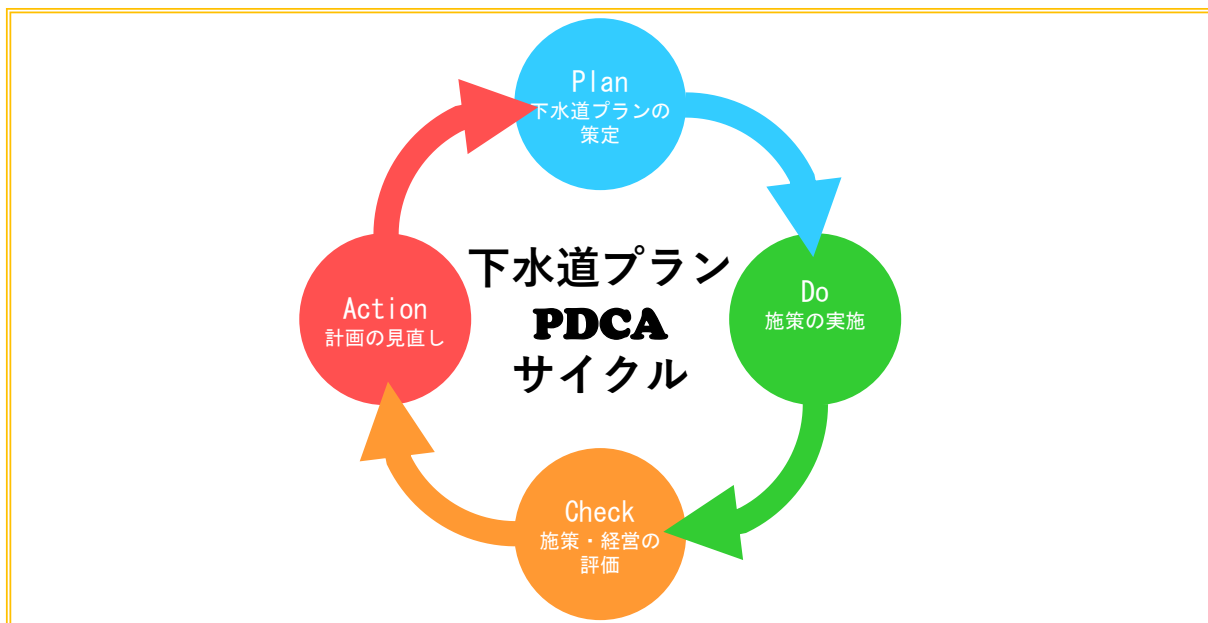 Plan
下水道プランの
策定
下水道プラン
PDCA
サイクル
Do
施策の実施
Action
計画の見直し
Check
施策・経営の
評価